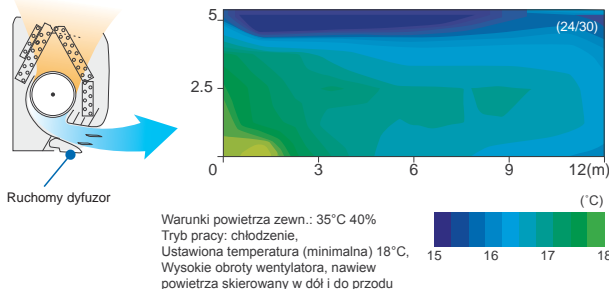 5
(24/30)
2.5
0
0
3
6
9
12(m)
Ruchomy dyfuzor
Warunki powietrza zewn.: 35°C 40%
Tryb pracy: chłodzenie,
Ustawiona temperatura (minimalna) 18°C,
Wysokie obroty wentylatora, nawiew
powietrza skierowany w dół i do przodu
(°C)
15
16
17
18